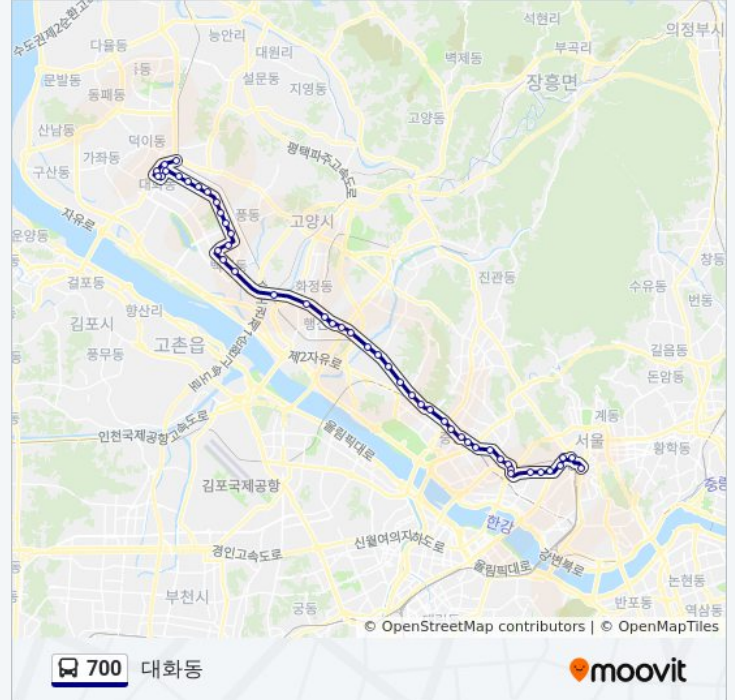 수도권제2순환고
능안리
석현리
의정부시
다율동
대원리
벽제동
부곡리
문발동
설문동
장흥면
동패동
지영동
고양동
산남동
덕이동
평택파주고속도로
구산동
가좌동
자유로
풍동
고양시
운양동
창동
걸포동
화정동
진관동
수유동
번동
김포시
향산리
풍무동
고촌읍
제2자유로
길음동
돈암동
인천국제공항고속도로
올림픽대로
계동
서울
황학동
김포국제공항
한강
경인고속도로
신월여의지하도로
강변북로
올림픽대로
논현동
부천시
궁동
반포동
역삼동
© OpenStreetMap contributors | © OpenMapTiles
700 대화동
moovit